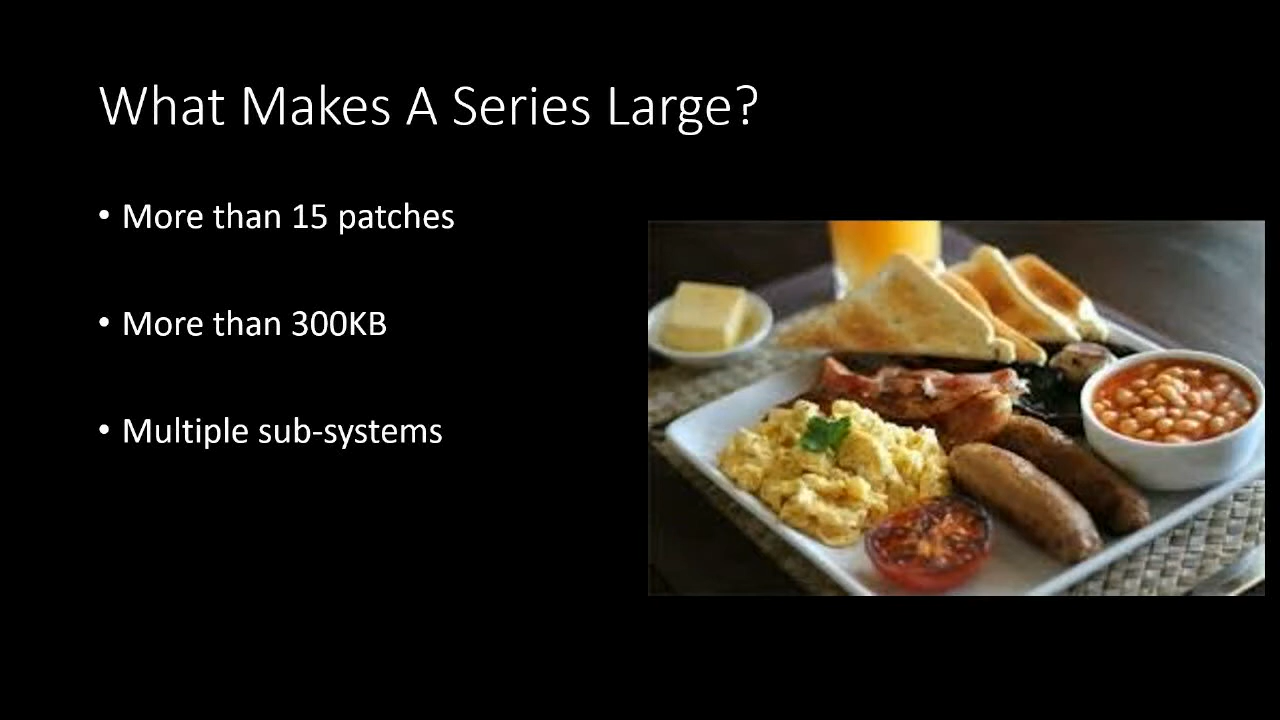 What Makes A Series Large?
• More than 15 patches
• More than 300KB
• Multiple sub-systems